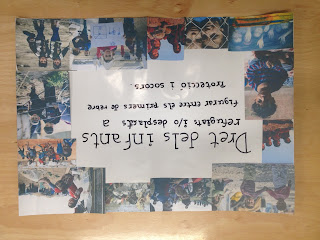 Dret dels infants
refugiats i/o desplaçats a
figurar entre els primers de rebre
Protecció i socors.